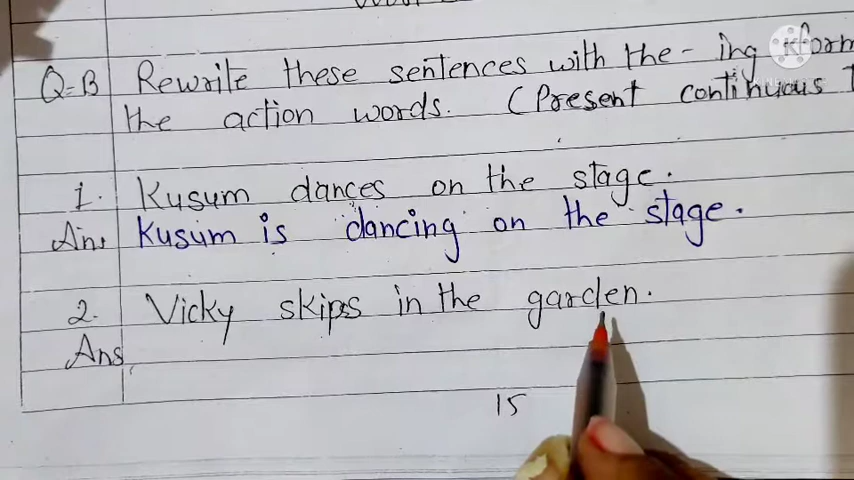 Q=B Rewrite these sentences with the - ing form
the action words. (Present continuous
1. Kusum dances on the stage.
Ans Kusum is dancing on the stage.
2. Vicky skips in the garden.
Ans
15